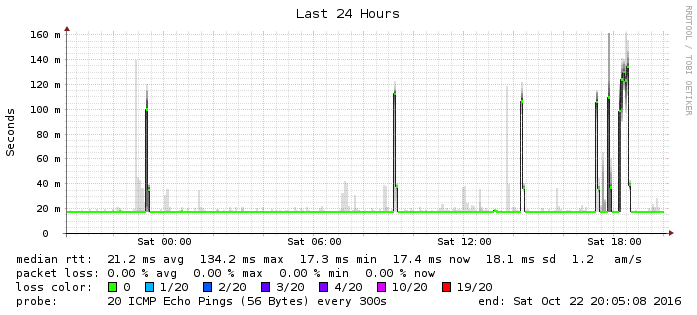 Last 24 Hours
RRDTOOL / TOBI OETIKER
Seconds
160 m
140 m
120 m
100 m
80 m
60 m
40 m
20 m
0
Sat 00:00 Sat 06:00 Sat 12:00 Sat 18:00
median rtt: 21.2 ms avg 134.2 ms max 17.3 ms min 17.4 ms now 18.1 ms sd 1.2 am/s
packet loss: 0.00 % avg 0.00 % max 0.00 % min 0.00 % now
loss color: 0 1/20 2/20 3/20 4/20 10/20 19/20
probe: 20 ICMP Echo Pings (56 Bytes) every 300s end: Sat Oct 22 20:05:08 2016